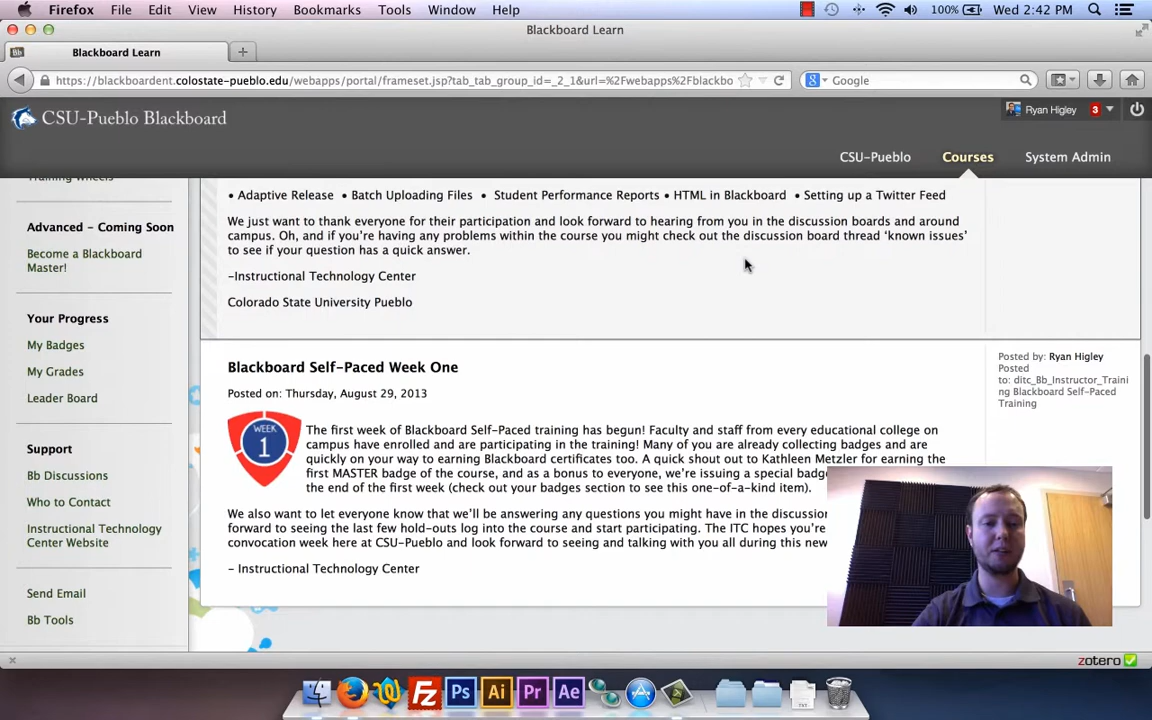 Firefox File Edit View History Bookmarks Tools Window Help 100% Wed 2:42 PM
Blackboard Learn
Bb Blackboard Learn
https://blackboardent.colostate-pueblo.edu/webapps/portal/frameset.jsp?tab_tab_group_id=_2_1&url=%2Fwebapps%2Fblackbo Google
CSU-Pueblo Blackboard
Ryan Higley 3
CSU-Pueblo Courses System Admin
Training Wheels
Advanced - Coming Soon
Become a Blackboard
Master!
Your Progress
My Badges
My Grades
Leader Board
Support
Bb Discussions
Who to Contact
Instructional Technology
Center Website
Send Email
Bb Tools
• Adaptive Release • Batch Uploading Files • Student Performance Reports • HTML in Blackboard • Setting up a Twitter Feed
We just want to thank everyone for their participation and look forward to hearing from you in the discussion boards and around
campus. Oh, and if you're having any problems within the course you might check out the discussion board thread 'known issues'
to see if your question has a quick answer.
-Instructional Technology Center
Colorado State University Pueblo
Blackboard Self-Paced Week One
Posted on: Thursday, August 29, 2013
WEEK
1
The first week of Blackboard Self-Paced training has begun! Faculty and staff from every educational college on
campus have enrolled and are participating in the training! Many of you are already collecting badges and are
quickly on your way to earning Blackboard certificates too. A quick shout out to Kathleen Metzler for earning the
first MASTER badge of the course, and as a bonus to everyone, we're issuing a special badg
the end of the first week (check out your badges section to see this one-of-a-kind item).
We also want to let everyone know that we'll be answering any questions you might have in the discussion
forward to seeing the last few hold-outs log into the course and start participating. The ITC hopes you're
convocation week here at CSU-Pueblo and look forward to seeing and talking with you all during this new
- Instructional Technology Center
Posted by: Ryan Higley
Posted
to: ditc_Bb_Instructor_Traini
ng Blackboard Self-Paced
Training
zotero
Fz Ps Ai Pr Ae
TXT